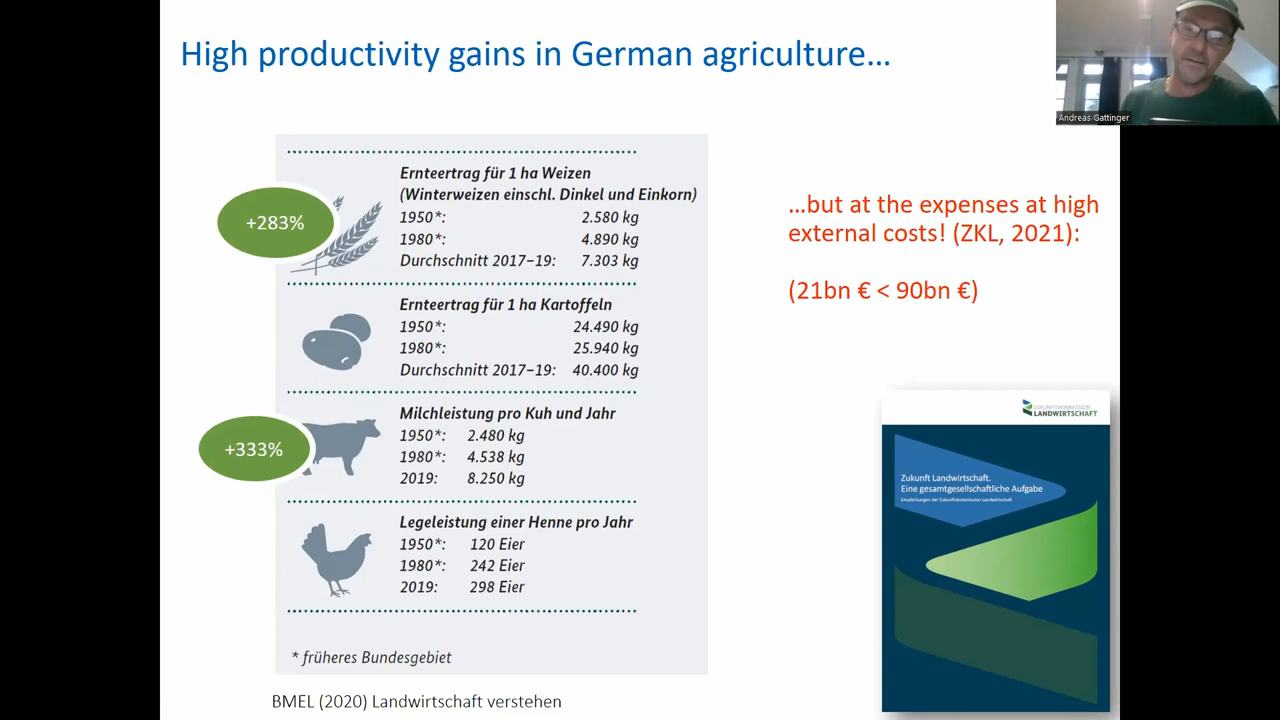 High productivity gains in German agriculture...
Andreas Gattinger
Ernteertrag für 1 ha Weizen
(Winterweizen einschl. Dinkel und Einkorn)
1950*: 2.580 kg
1980*: 4.890 kg
Durchschnitt 2017–19: 7.303 kg
+283%
Ernteertrag für 1 ha Kartoffeln
1950*: 24.490 kg
1980*: 25.940 kg
Durchschnitt 2017–19: 40.400 kg
Milchleistung pro Kuh und Jahr
1950*: 2.480 kg
1980*: 4.538 kg
2019: 8.250 kg
+333%
Legeleistung einer Henne pro Jahr
1950*: 120 Eier
1980*: 242 Eier
2019: 298 Eier
* früheres Bundesgebiet
BMEL (2020) Landwirtschaft verstehen
...but at the expenses at high
external costs! (ZKL, 2021):
(21bn € < 90bn €)
ZUKUNFTSKOMMISSION
LANDWIRTSCHAFT
Zukunft Landwirtschaft.
Eine gesamtgesellschaftliche Aufgabe
Empfehlungen der Zukunftskommission Landwirtschaft